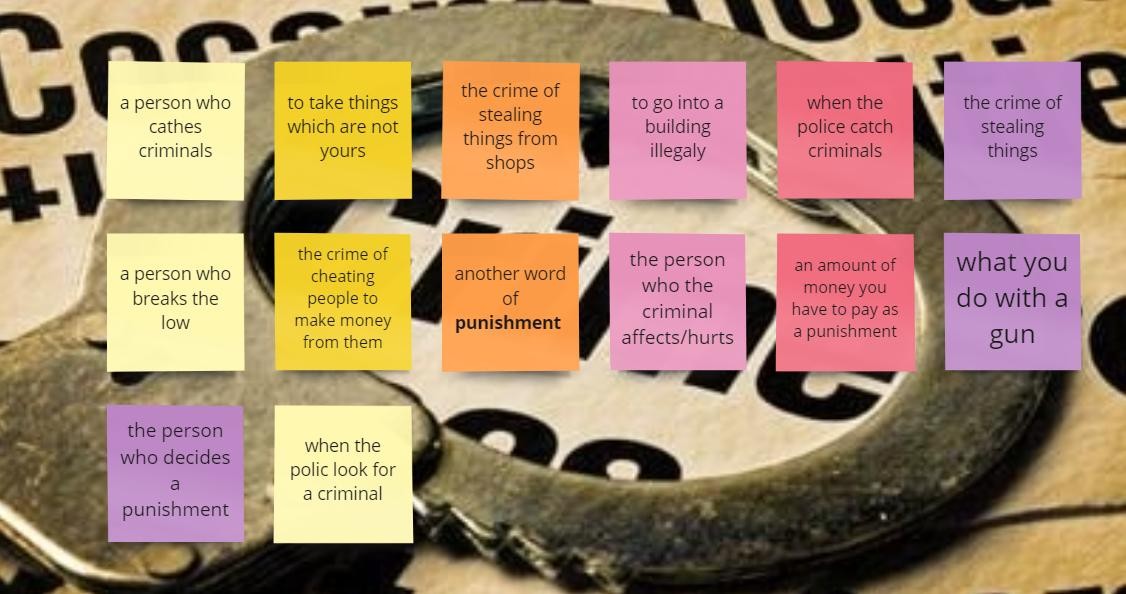 a person who
cathes
criminals
to take things
which are not
yours
the crime of
stealing
things from
shops
to go into a
building
illegaly
when the
police catch
criminals
the crime of
stealing
things
a person who
breaks the
low
the crime of
cheating
people to
make money
from them
another word
of
punishment
the person
who the
criminal
affects/hurts
an amount of
money you
have to pay as
a punishment
what you
do with a
gun
the person
who decides
a
punishment
when the
polic look for
a criminal